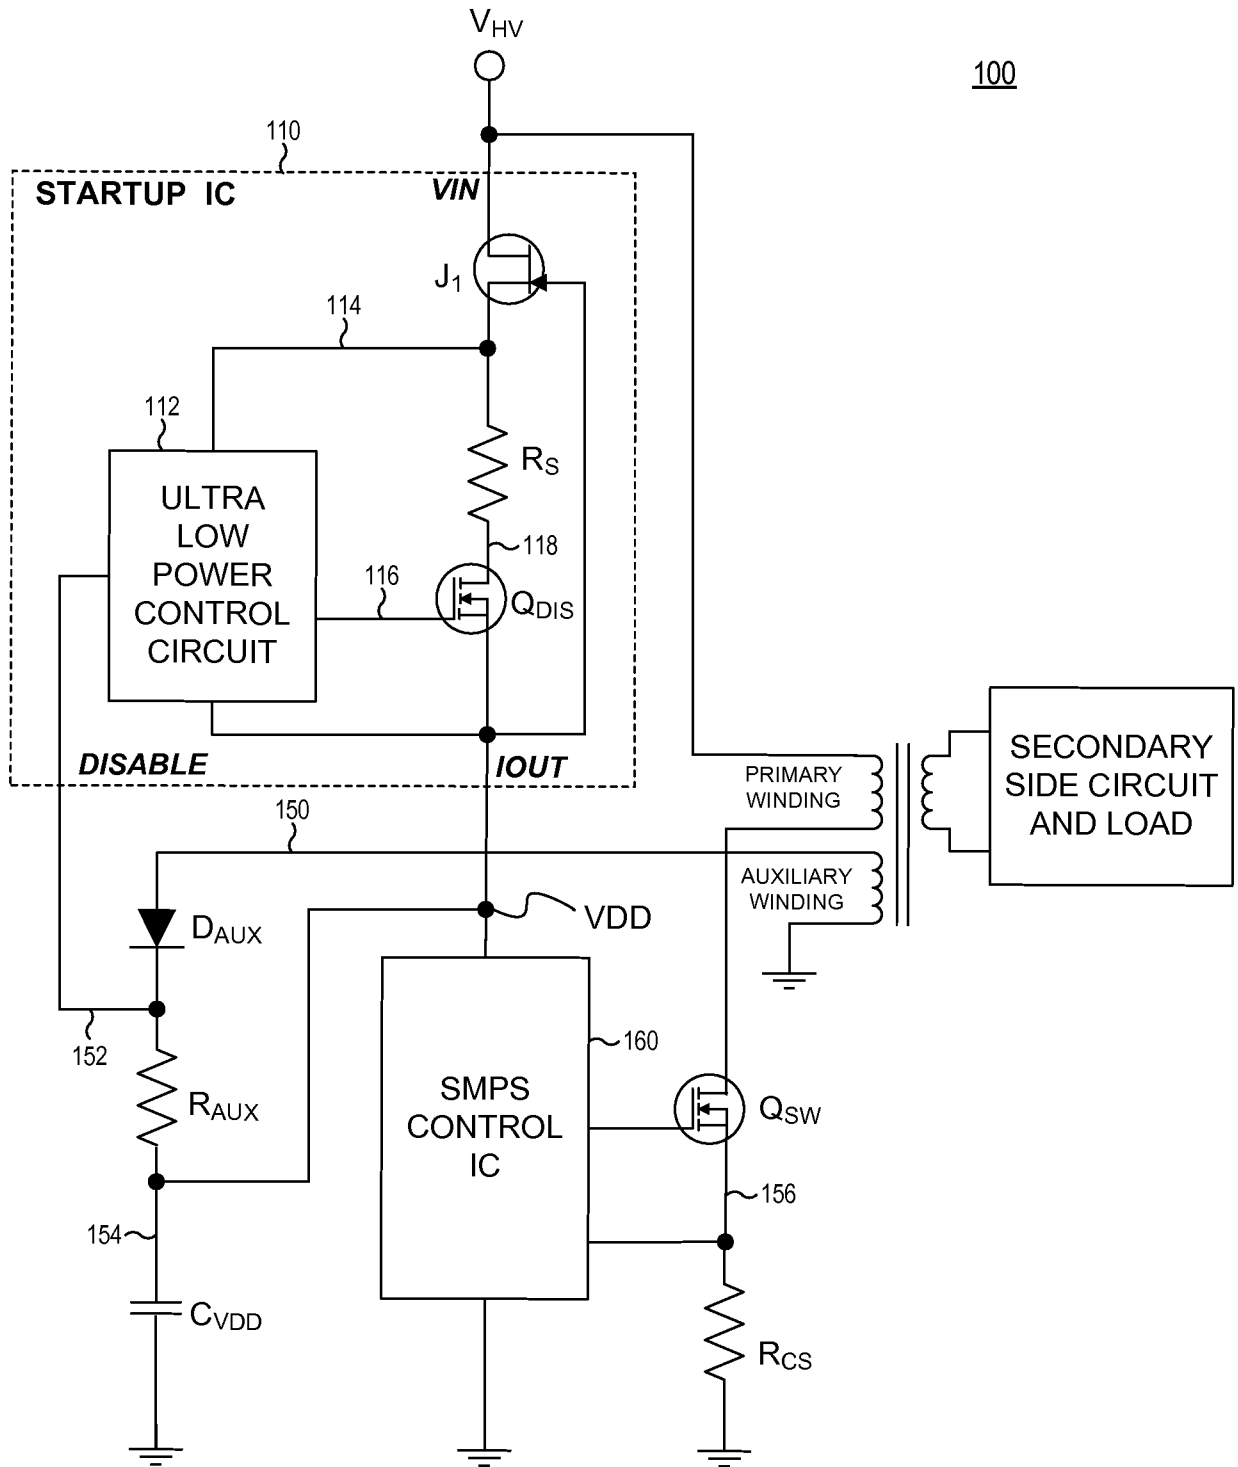 V_HV
100
110
STARTUP IC
VIN
J1
114
112
RS
ULTRA
LOW
POWER
CONTROL
CIRCUIT
118
116
QDIS
DISABLE
IOUT
SECONDARY
SIDE CIRCUIT
AND LOAD
PRIMARY
WINDING
150
AUXILIARY
WINDING
DAUX
VDD
152
160
RAUX
SMPS
CONTROL
IC
QSW
156
154
CVDD
RCS